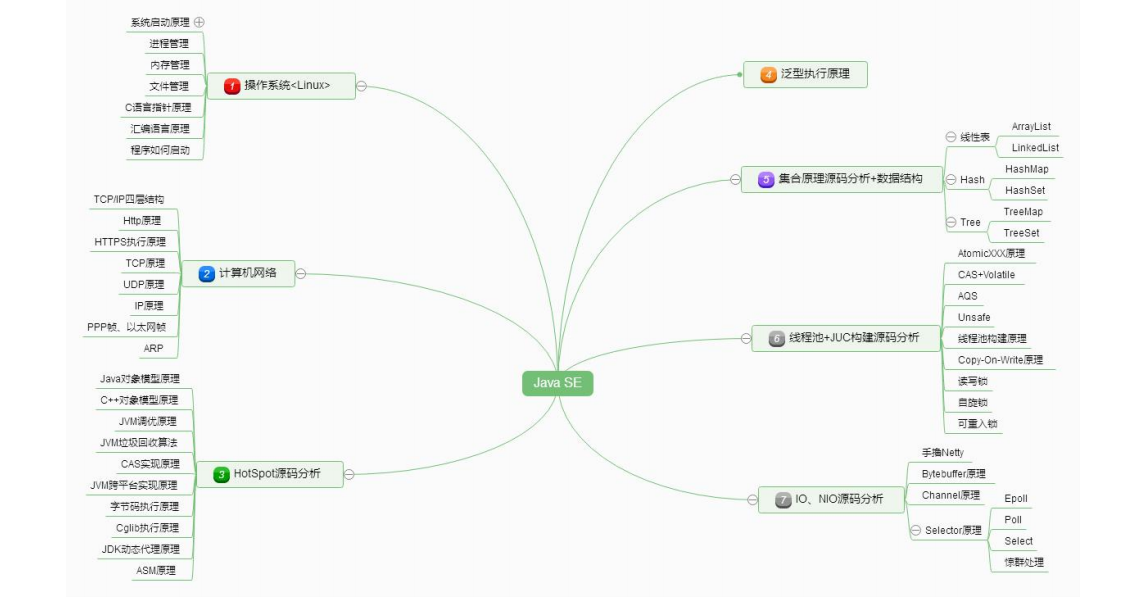 Java SE
1 操作系统<Linux>
系统启动原理
进程管理
内存管理
文件管理
C语言指针原理
汇编语言原理
程序如何启动
2 计算机网络
TCP/IP四层结构
Http原理
HTTPS执行原理
TCP原理
UDP原理
IP原理
PPP帧、以太网帧
ARP
3 HotSpot源码分析
Java对象模型原理
C++对象模型原理
JVM调优原理
JVM垃圾回收算法
CAS实现原理
JVM跨平台实现原理
字节码执行原理
Cglib执行原理
JDK动态代理原理
ASM原理
4 泛型执行原理
5 集合原理源码分析+数据结构
线性表
ArrayList
LinkedList
Hash
HashMap
HashSet
Tree
TreeMap
TreeSet
6 线程池+JUC构建源码分析
AtomicXXX原理
CAS+Volatile
AQS
Unsafe
线程池构建原理
Copy-On-Write原理
读写锁
自旋锁
可重入锁
7 IO、NIO源码分析
手撸Netty
Bytebuffer原理
Channel原理
Selector原理
Epoll
Poll
Select
惊群处理